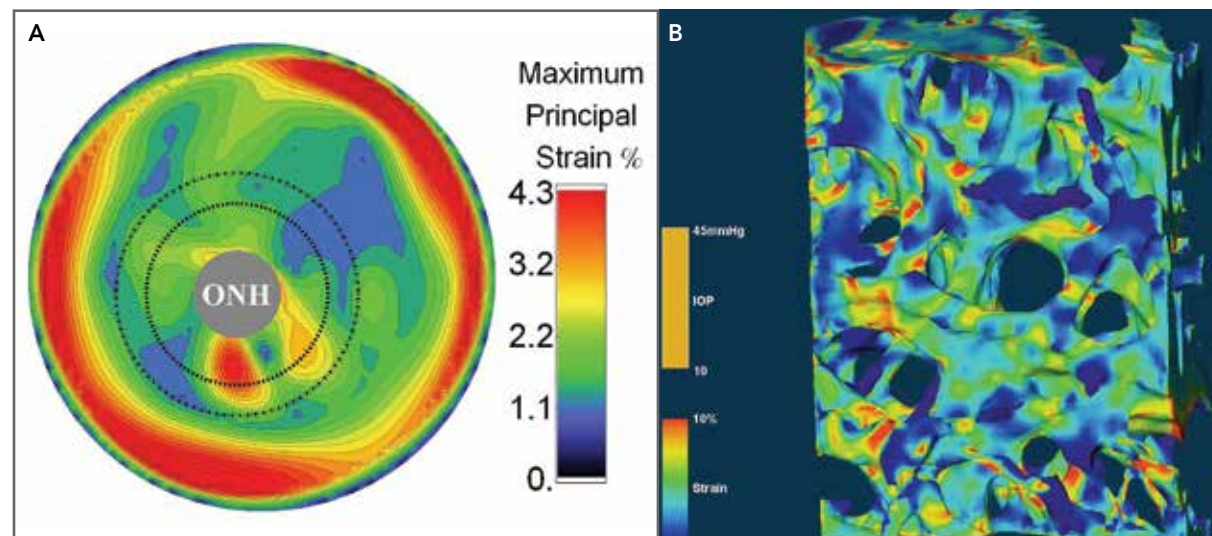 A
Maximum
Principal
Strain %
4.3
3.2
2.2
1.1
0.
ONH
B
45mmHg
IOP
10
10%
Strain